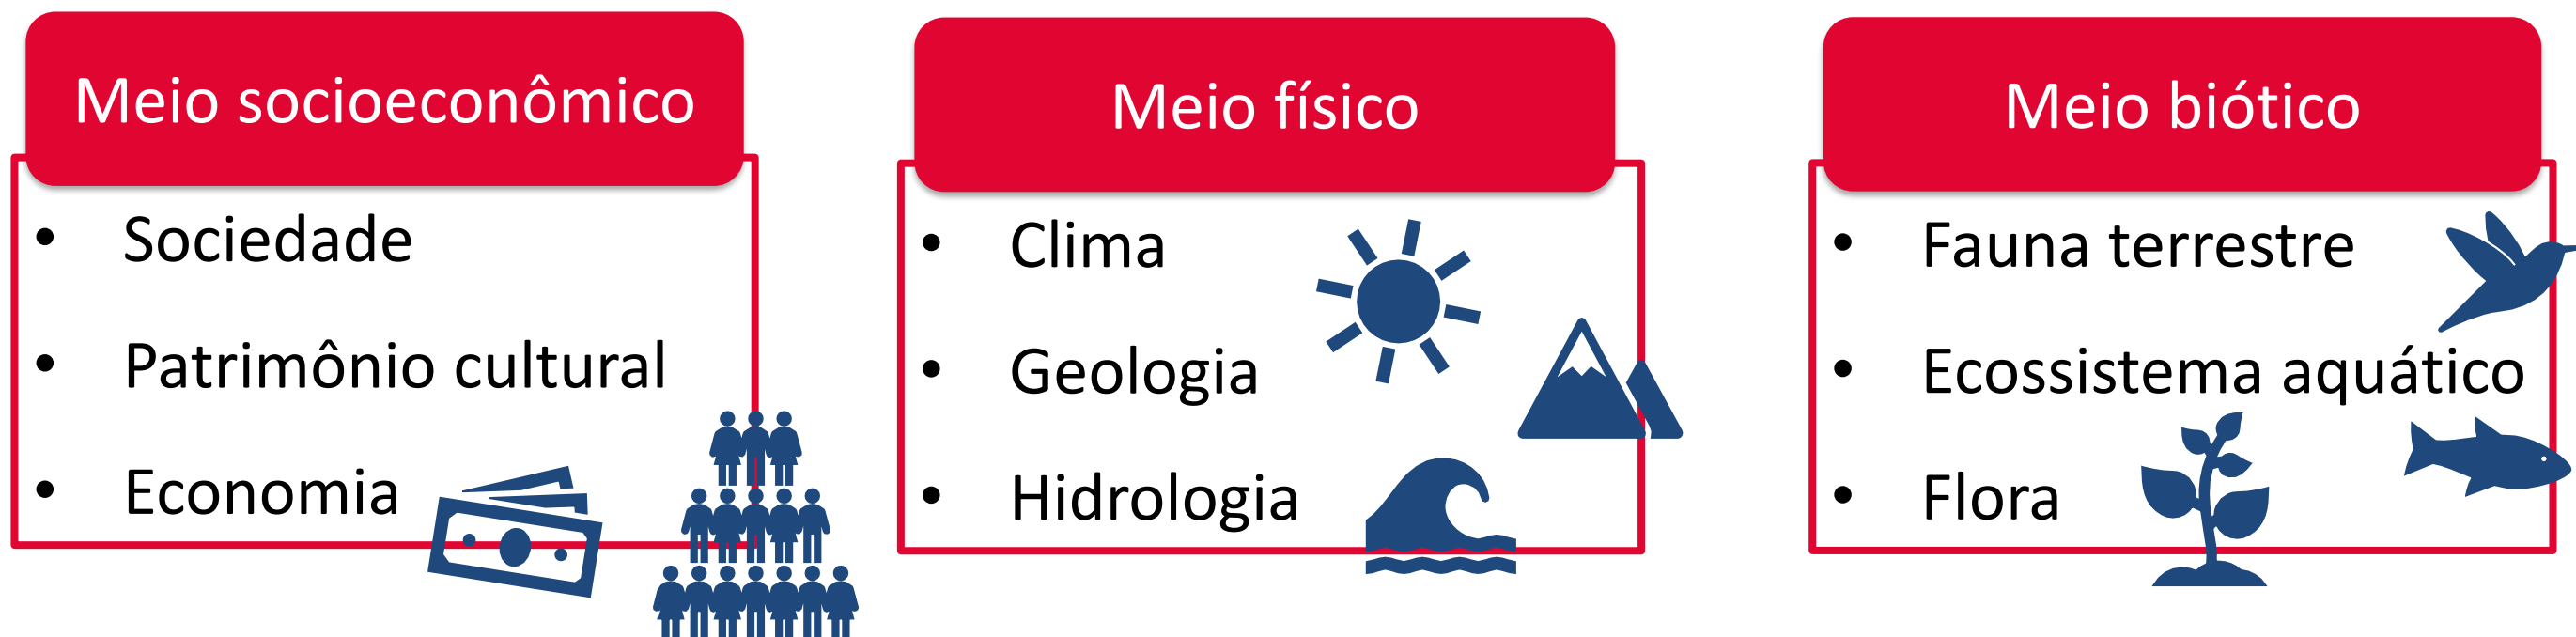 Meio socioeconômico
• Sociedade
• Patrimônio cultural
• Economia
Meio físico
• Clima
• Geologia
• Hidrologia
Meio biótico
• Fauna terrestre
• Ecossistema aquático
• Flora